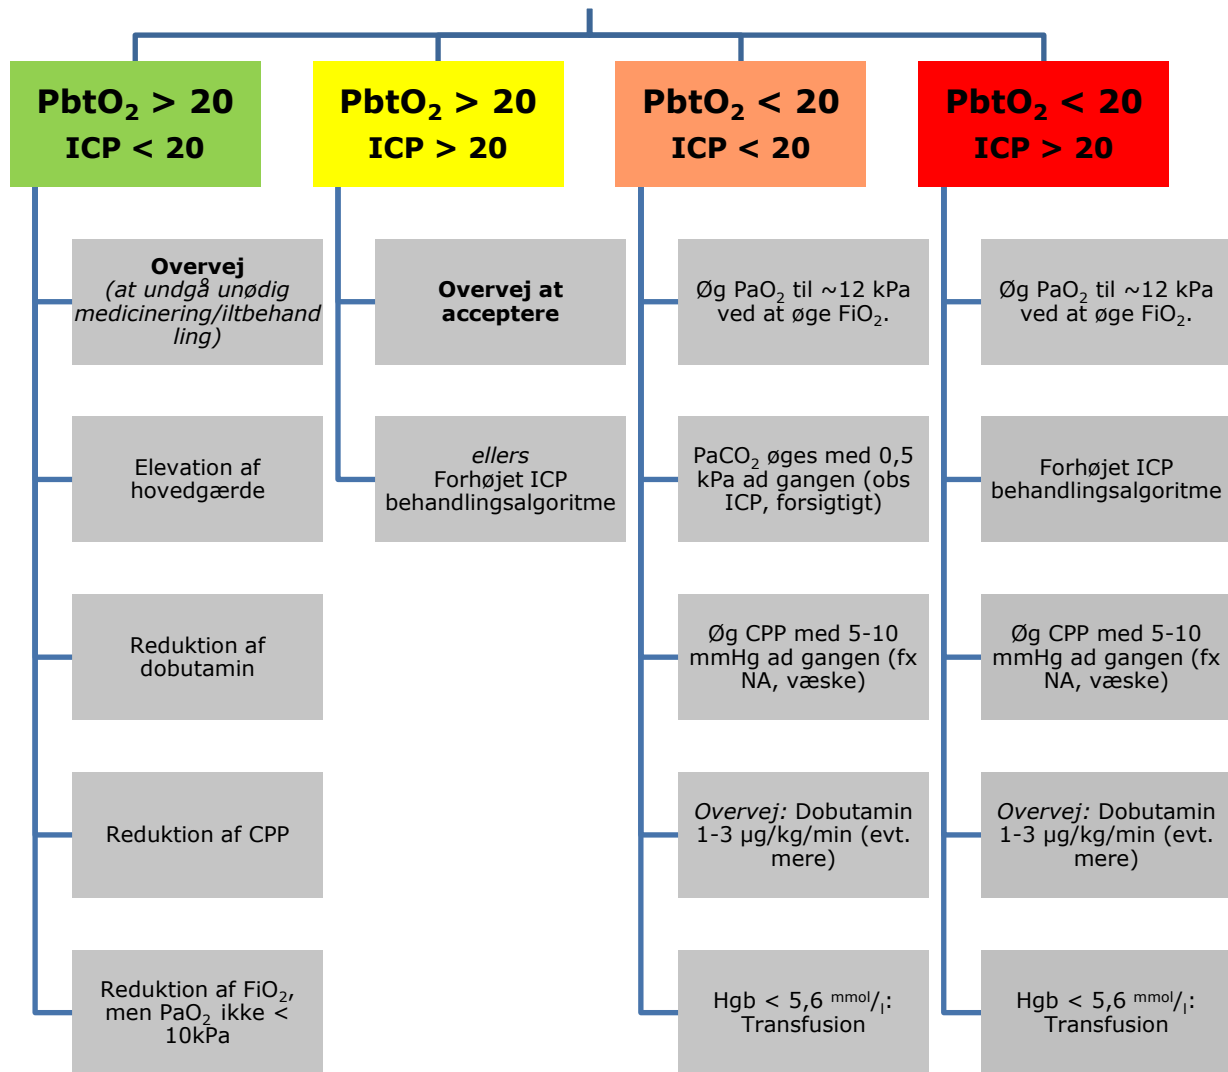 PbtO₂ > 20
ICP < 20
Overvej
(at undgå unødig
medicinering/iltbehand
ling)
Elevation af
hovedgærde
Reduktion af
dobutamin
Reduktion af CPP
Reduktion af FiO₂,
men PaO₂ ikke <
10kPa
PbtO₂ > 20
ICP > 20
Overvej at
acceptere
ellers
Forhøjet ICP
behandlingsalgoritme
PbtO₂ < 20
ICP < 20
Øg PaO₂ til ~12 kPa
ved at øge FiO₂.
PaCO₂ øges med 0,5
kPa ad gangen (obs
ICP, forsigtigt)
Øg CPP med 5-10
mmHg ad gangen (fx
NA, væske)
Overvej: Dobutamin
1-3 µg/kg/min (evt.
mere)
Hgb < 5,6 mmol/l:
Transfusion
PbtO₂ < 20
ICP > 20
Øg PaO₂ til ~12 kPa
ved at øge FiO₂.
Forhøjet ICP
behandlingsalgoritme
Øg CPP med 5-10
mmHg ad gangen (fx
NA, væske)
Overvej: Dobutamin
1-3 µg/kg/min (evt.
mere)
Hgb < 5,6 mmol/l:
Transfusion